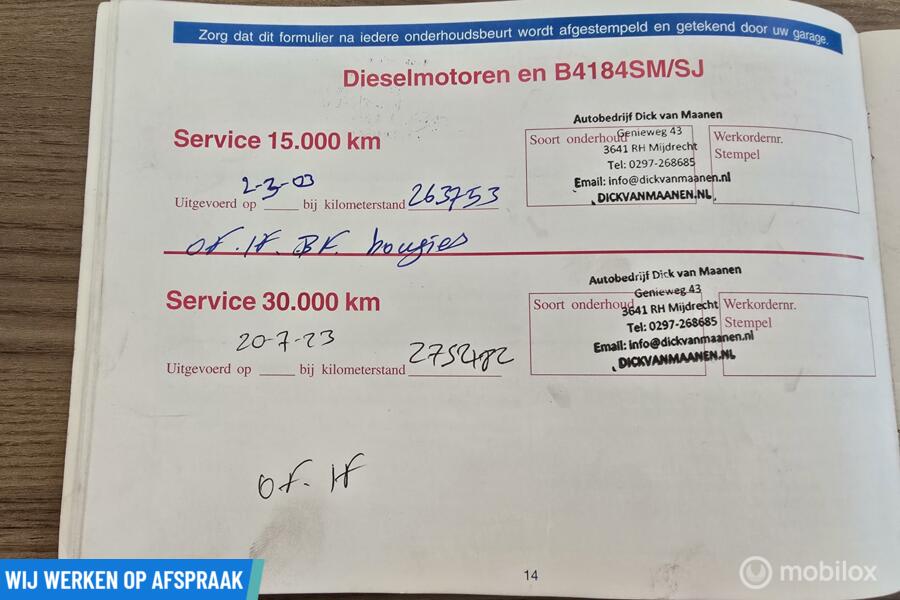 Zorg dat dit formulier na iedere onderhoudsbeurt wordt afgestempeld en getekend door uw garage.
Dieselmotoren en B4184SM/SJ
Service 15.000 km
2-3-03
Uitgevoerd op ____ bij kilometerstand 263753
OF. IF. BF. bougies
Autobedrijf Dick van Maanen
Soort onderhoud
Genieweg 43
3641 RH Mijdrecht
Tel: 0297-268685
Email: info@dickvanmaanen.nl
DICKVANMAANEN.NL
Werkordernr.
Stempel
Service 30.000 km
20-7-23
Uitgevoerd op ____ bij kilometerstand 275482
OF. IF
Autobedrijf Dick van Maanen
Genieweg 43
Soort onderhoud
3641 RH Mijdrecht
Tel: 0297-268685
Email: info@dickvanmaanen.nl
DICKVANMAANEN.NL
Werkordernr.
Stempel
14
WIJ WERKEN OP AFSPRAAK
mobilox